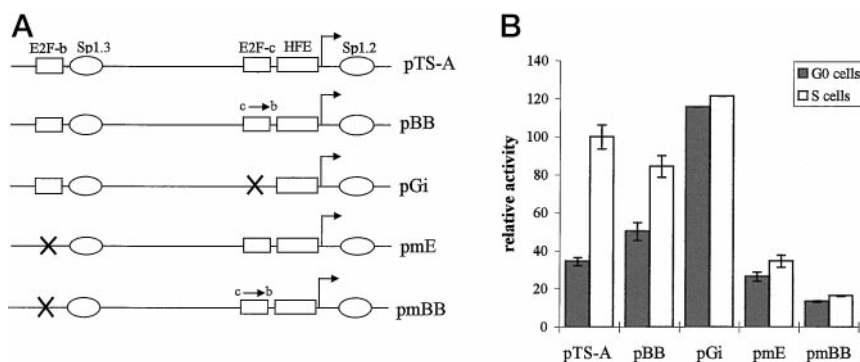 A
E2F-b Sp1.3 E2F-c HFE Sp1.2
pTS-A
c b
pBB
pGi
pmE
c b
pmBB
B
relative activity
140
120
100
80
60
40
20
0
G0 cells
S cells
pTS-A pBB pGi pmE pmBB